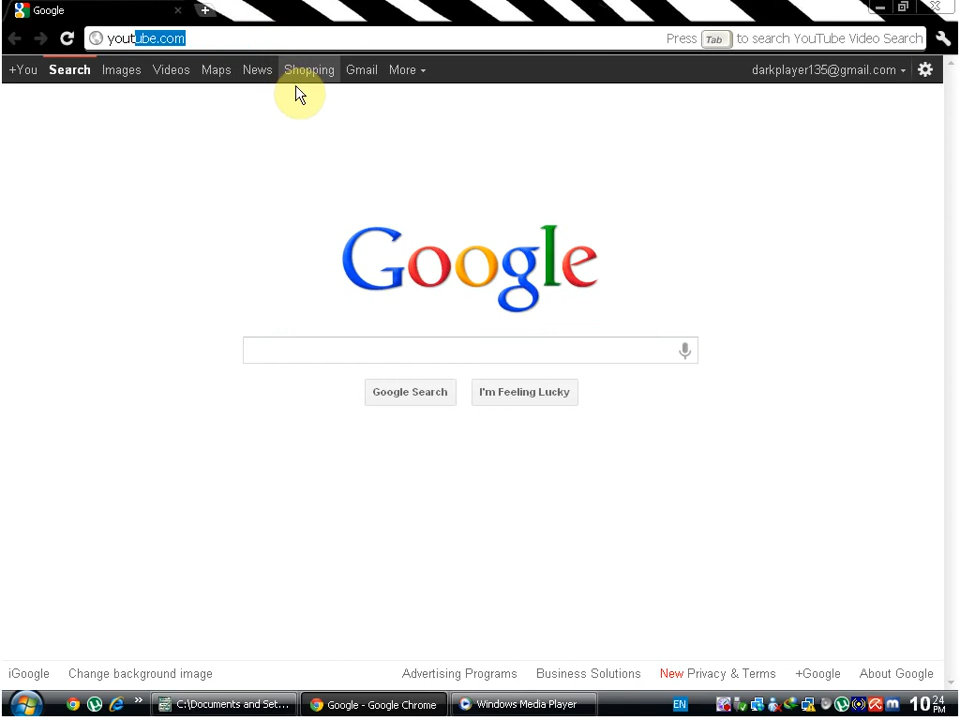 Google
youtube.com Press Tab to search YouTube Video Search
+You Search Images Videos Maps News Shopping Gmail More darkplayer135@gmail.com
Google
Google Search I'm Feeling Lucky
iGoogle Change background image Advertising Programs Business Solutions New Privacy & Terms +Google About Google
C:\Documents and Set... Google - Google Chrome Windows Media Player EN 10:24 PM